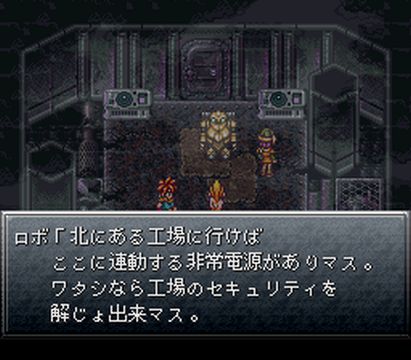 ロボ「北にある工場に行けば
ここに連動する非常電源がありマス。
ワタシなら工場のセキュリティを
解じょ出来マス。